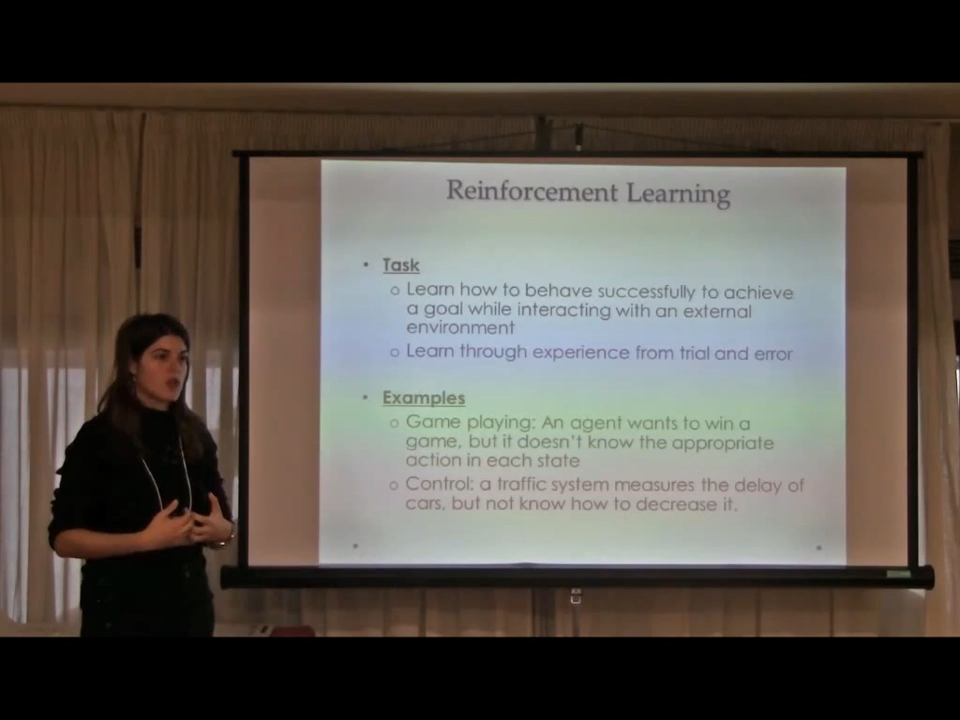 Reinforcement Learning
• Task
o Learn how to behave successfully to achieve
a goal while interacting with an external
environment
o Learn through experience from trial and error
• Examples
o Game playing: An agent wants to win a
game, but it doesn't know the appropriate
action in each state
o Control: a traffic system measures the delay of
cars, but not know how to decrease it.